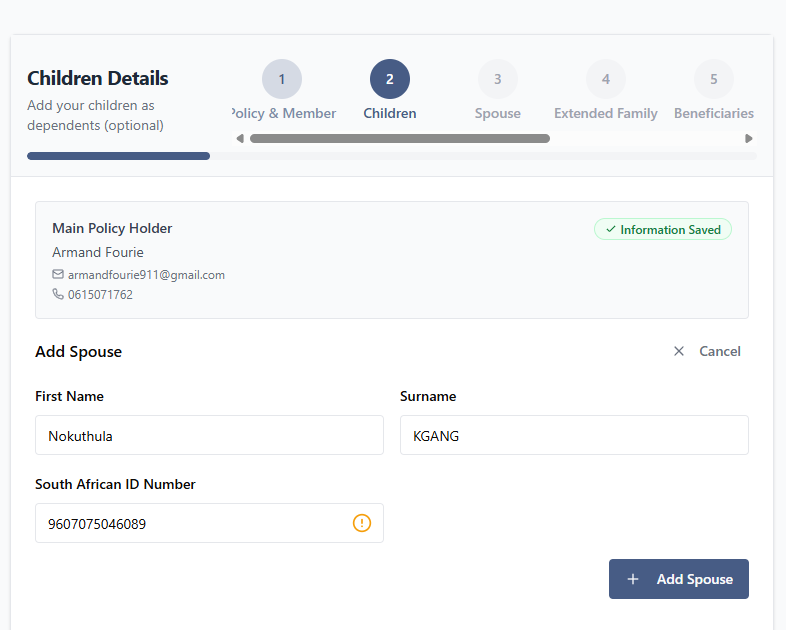 Children Details
Add your children as
dependents (optional)
1
2
3
4
5
Policy & Member
Children
Spouse
Extended Family
Beneficiaries
Main Policy Holder
Information Saved
Armand Fourie
armandfourie911@gmail.com
0615071762
Add Spouse
Cancel
First Name
Surname
Nokuthula
KGANG
South African ID Number
9607075046089
Add Spouse